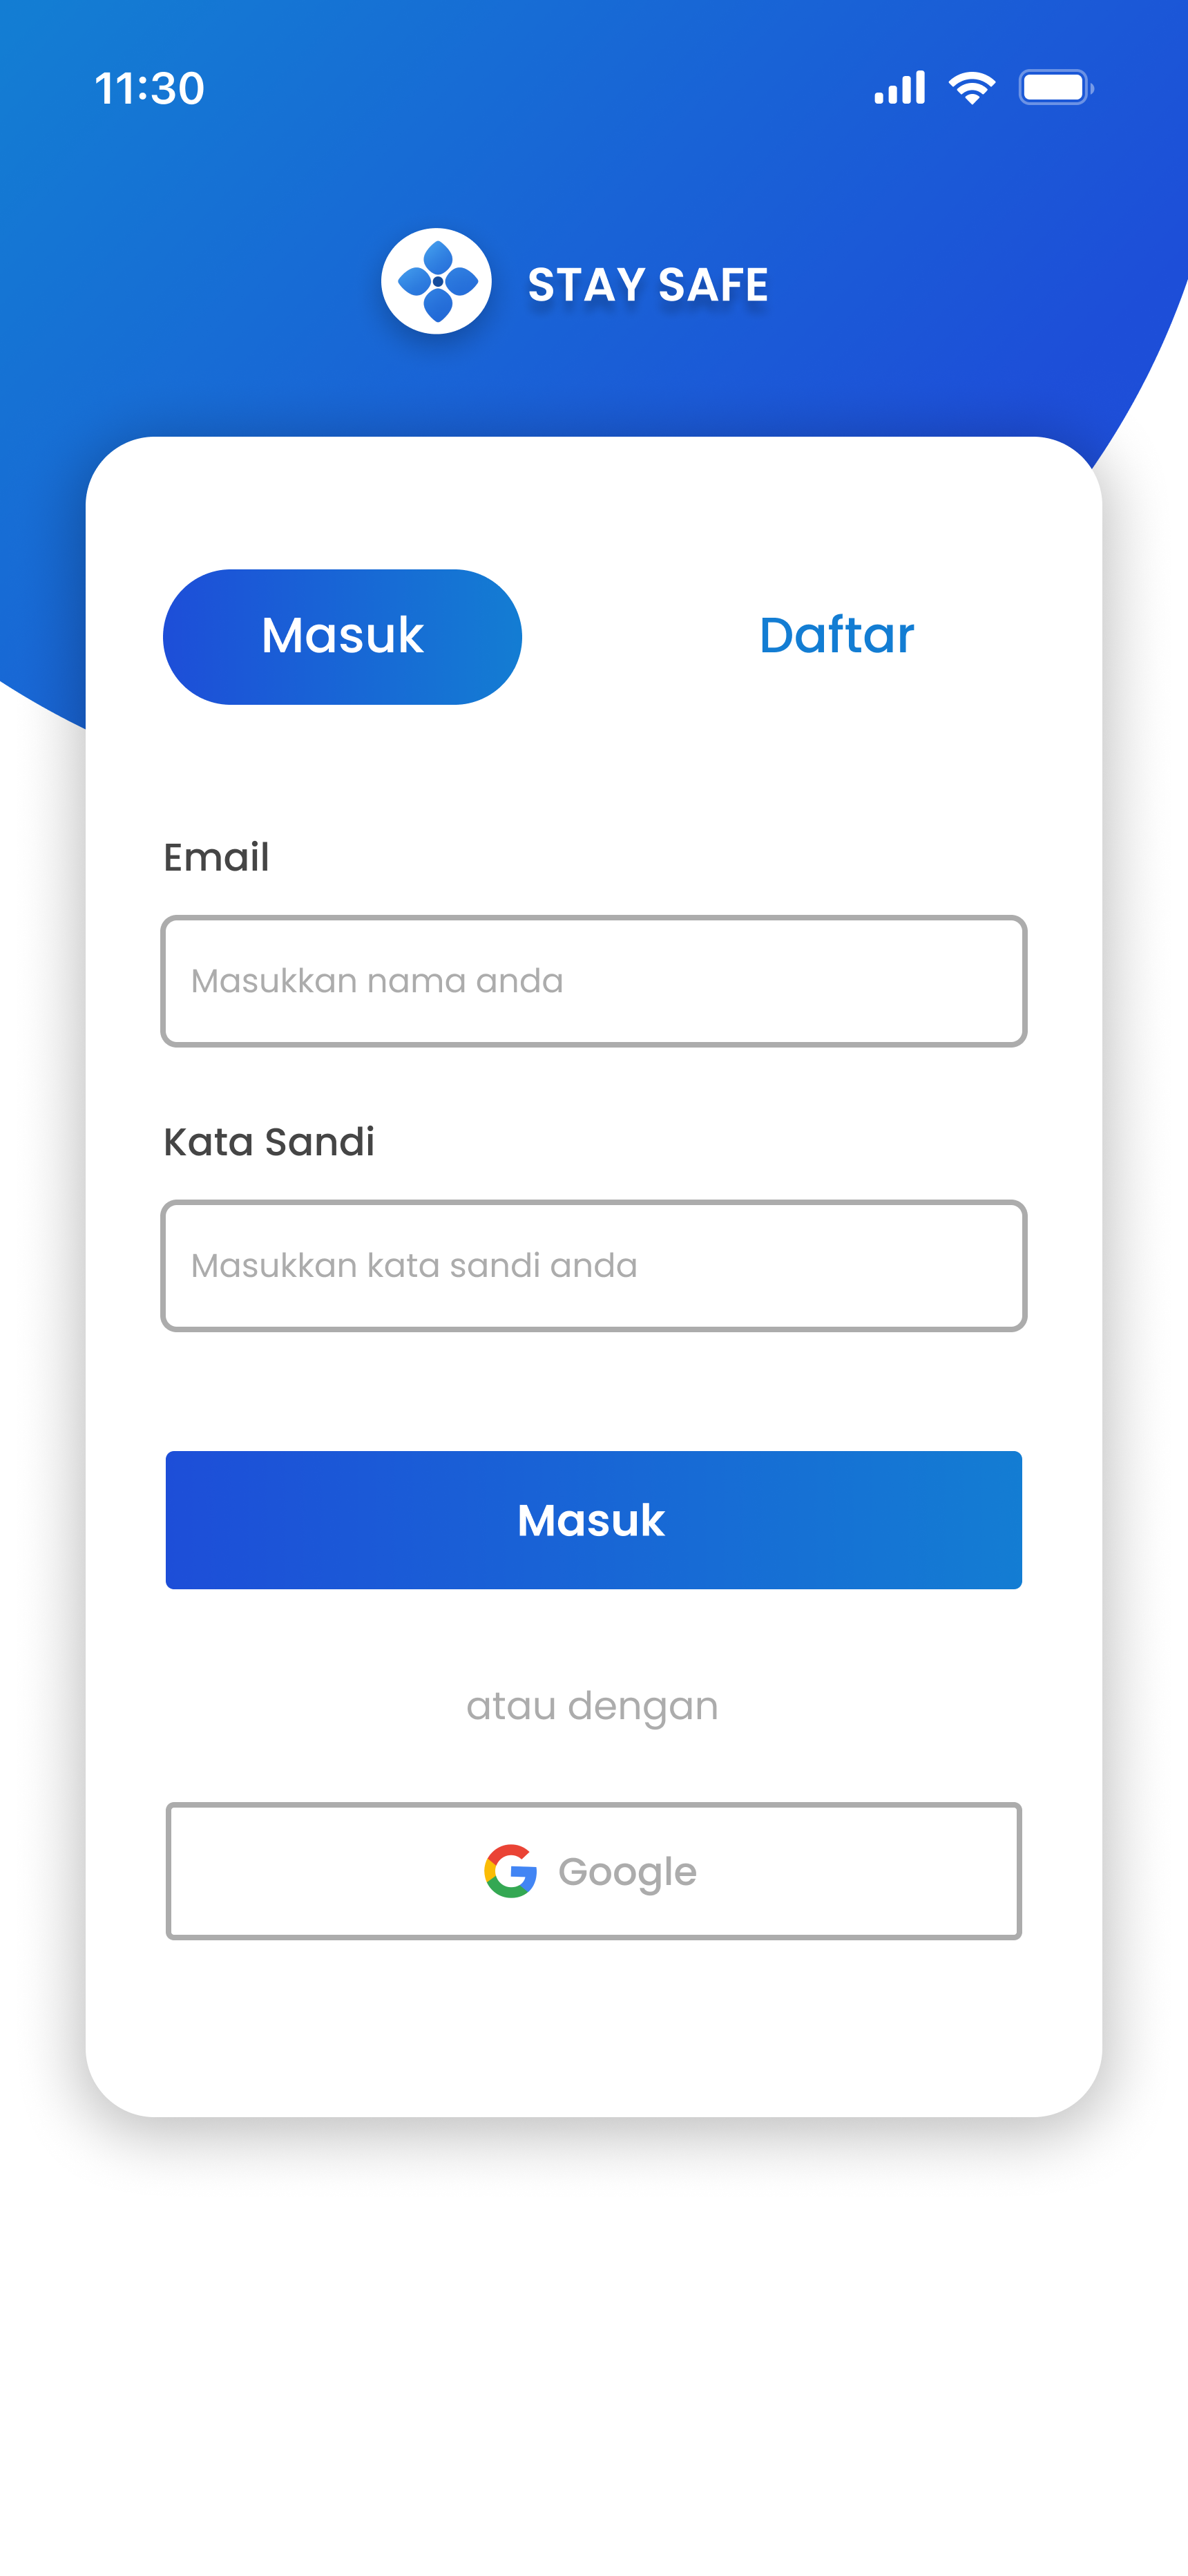 11:30
STAY SAFE
Masuk
Daftar
Email
Masukkan nama anda
Kata Sandi
Masukkan kata sandi anda
Masuk
atau dengan
Google